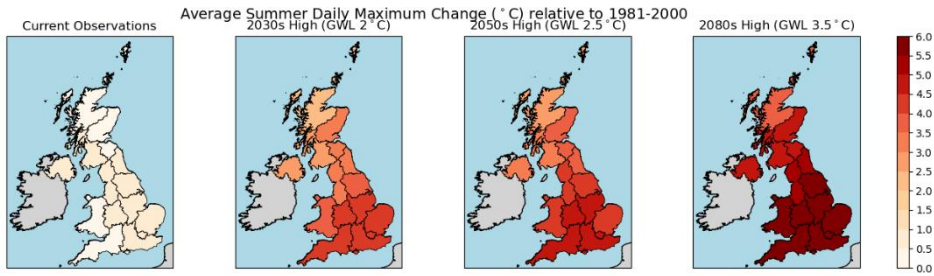 Average Summer Daily Maximum Change (°C) relative to 1981-2000
Current Observations
2030s High (GWL 2°C)
2050s High (GWL 2.5°C)
2080s High (GWL 3.5°C)
6.0
5.5
5.0
4.5
4.0
3.5
3.0
2.5
2.0
1.5
1.0
0.5
0.0